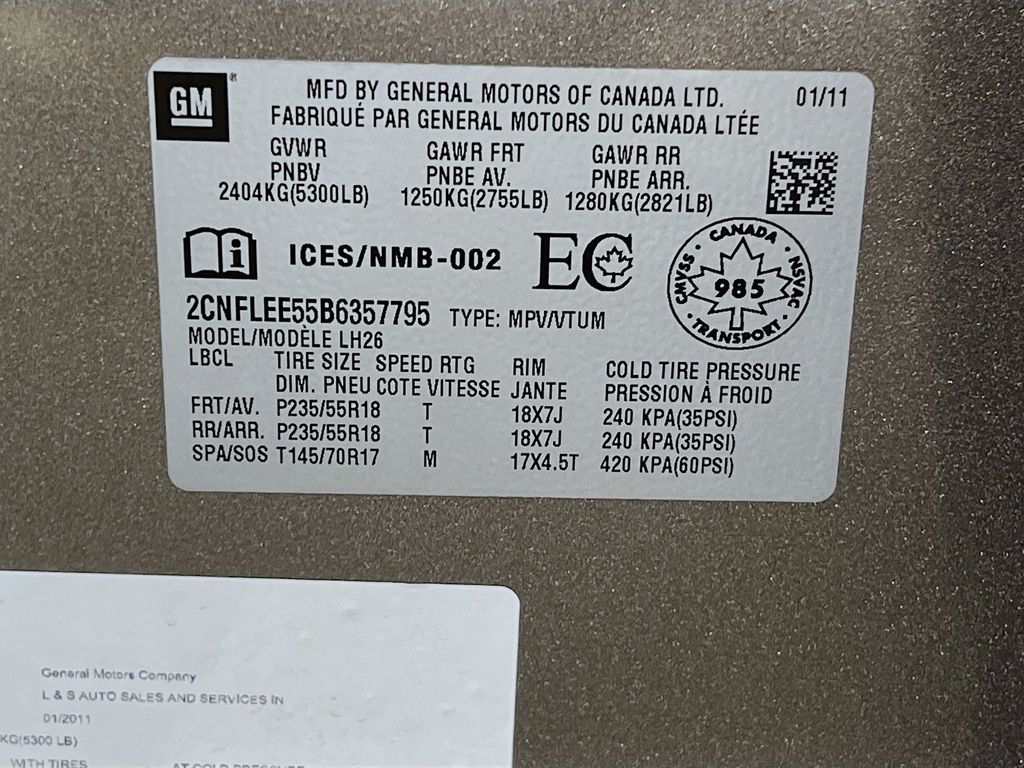 GM
MFD BY GENERAL MOTORS OF CANADA LTD. 01/11
FABRIQUÉ PAR GENERAL MOTORS DU CANADA LTÉE
GVWR GAWR FRT GAWR RR
PNBV PNBE AV. PNBE ARR.
2404KG(5300LB) 1250KG(2755LB) 1280KG(2821LB)
i ICES/NMB-002 EC
CANADA CMVSS 985 NSVAC TRANSPORT
2CNFLEE55B6357795 TYPE: MPV/VTUM
MODEL/MODÈLE LH26
LBCL TIRE SIZE SPEED RTG RIM COLD TIRE PRESSURE
DIM. PNEU COTE VITESSE JANTE PRESSION À FROID
FRT/AV. P235/55R18 T 18X7J 240 KPA(35PSI)
RR/ARR. P235/55R18 T 18X7J 240 KPA(35PSI)
SPA/SOS T145/70R17 M 17X4.5T 420 KPA(60PSI)
General Motors Company
L & S AUTO SALES AND SERVICES IN
01/2011
KG(5300 LB)
WITH TIRES AT COLD PRESSURE